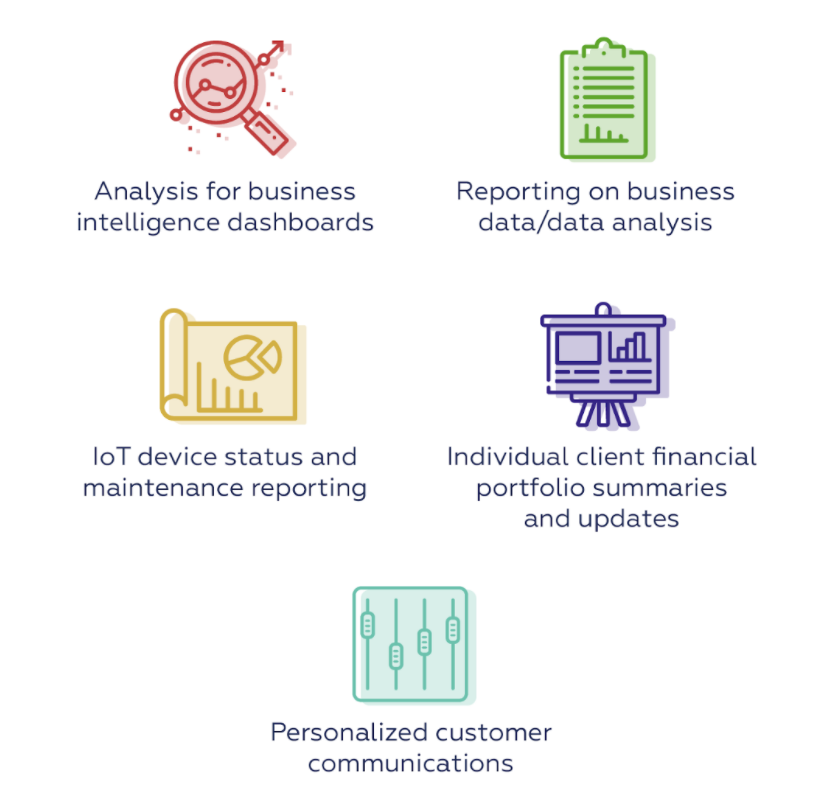 Analysis for business
intelligence dashboards
Reporting on business
data/data analysis
IoT device status and
maintenance reporting
Individual client financial
portfolio summaries
and updates
Personalized customer
communications